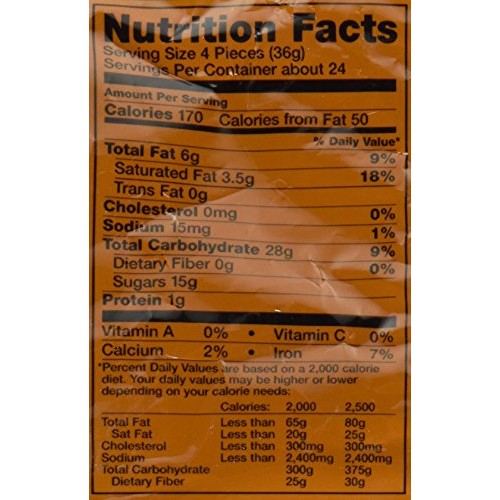 Nutrition Facts
Serving Size 4 Pieces (36g)
Servings Per Container about 24
Amount Per Serving
Calories 170 Calories from Fat 50
% Daily Value*
Total Fat 6g 9%
Saturated Fat 3.5g 18%
Trans Fat 0g
Cholesterol 0mg 0%
Sodium 15mg 1%
Total Carbohydrate 28g 9%
Dietary Fiber 0g 0%
Sugars 15g
Protein 1g
Vitamin A 0% • Vitamin C 0%
Calcium 2% • Iron 7%
*Percent Daily Values are based on a 2,000 calorie
diet. Your daily values may be higher or lower
depending on your calorie needs:
Calories: 2,000 2,500
Total Fat Less than 65g 80g
Sat Fat Less than 20g 25g
Cholesterol Less than 300mg 300mg
Sodium Less than 2,400mg 2,400mg
Total Carbohydrate 300g 375g
Dietary Fiber 25g 30g